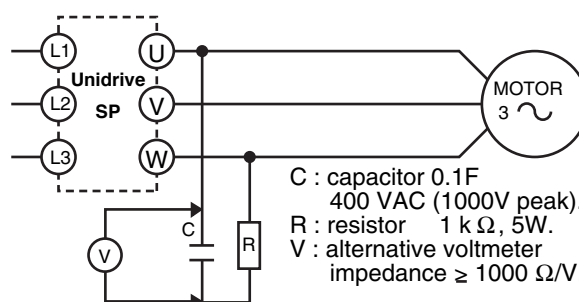 L1
U
Unidrive
SP
L2
V
L3
W
MOTOR
3
C
R
V
C : capacitor 0.1F
400 VAC (1000V peak).
R : resistor 1 k Ω, 5W.
V : alternative voltmeter
impedance ≥ 1000 Ω/V